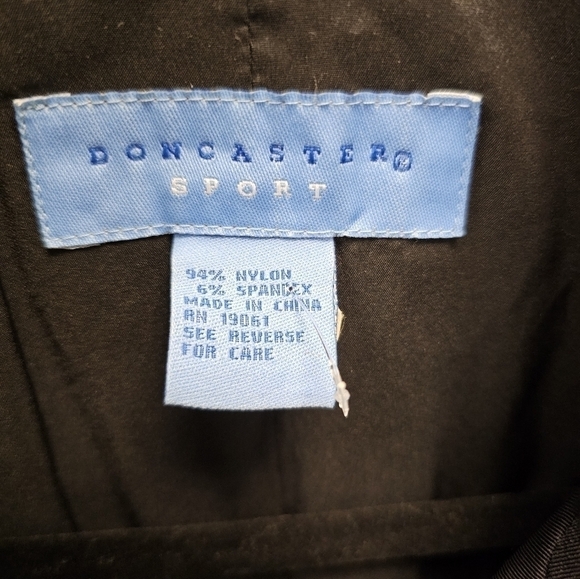 DONCASTER®
SPORT
94% NYLON
6% SPANDEX
MADE IN CHINA
RN 19061
SEE REVERSE
FOR CARE